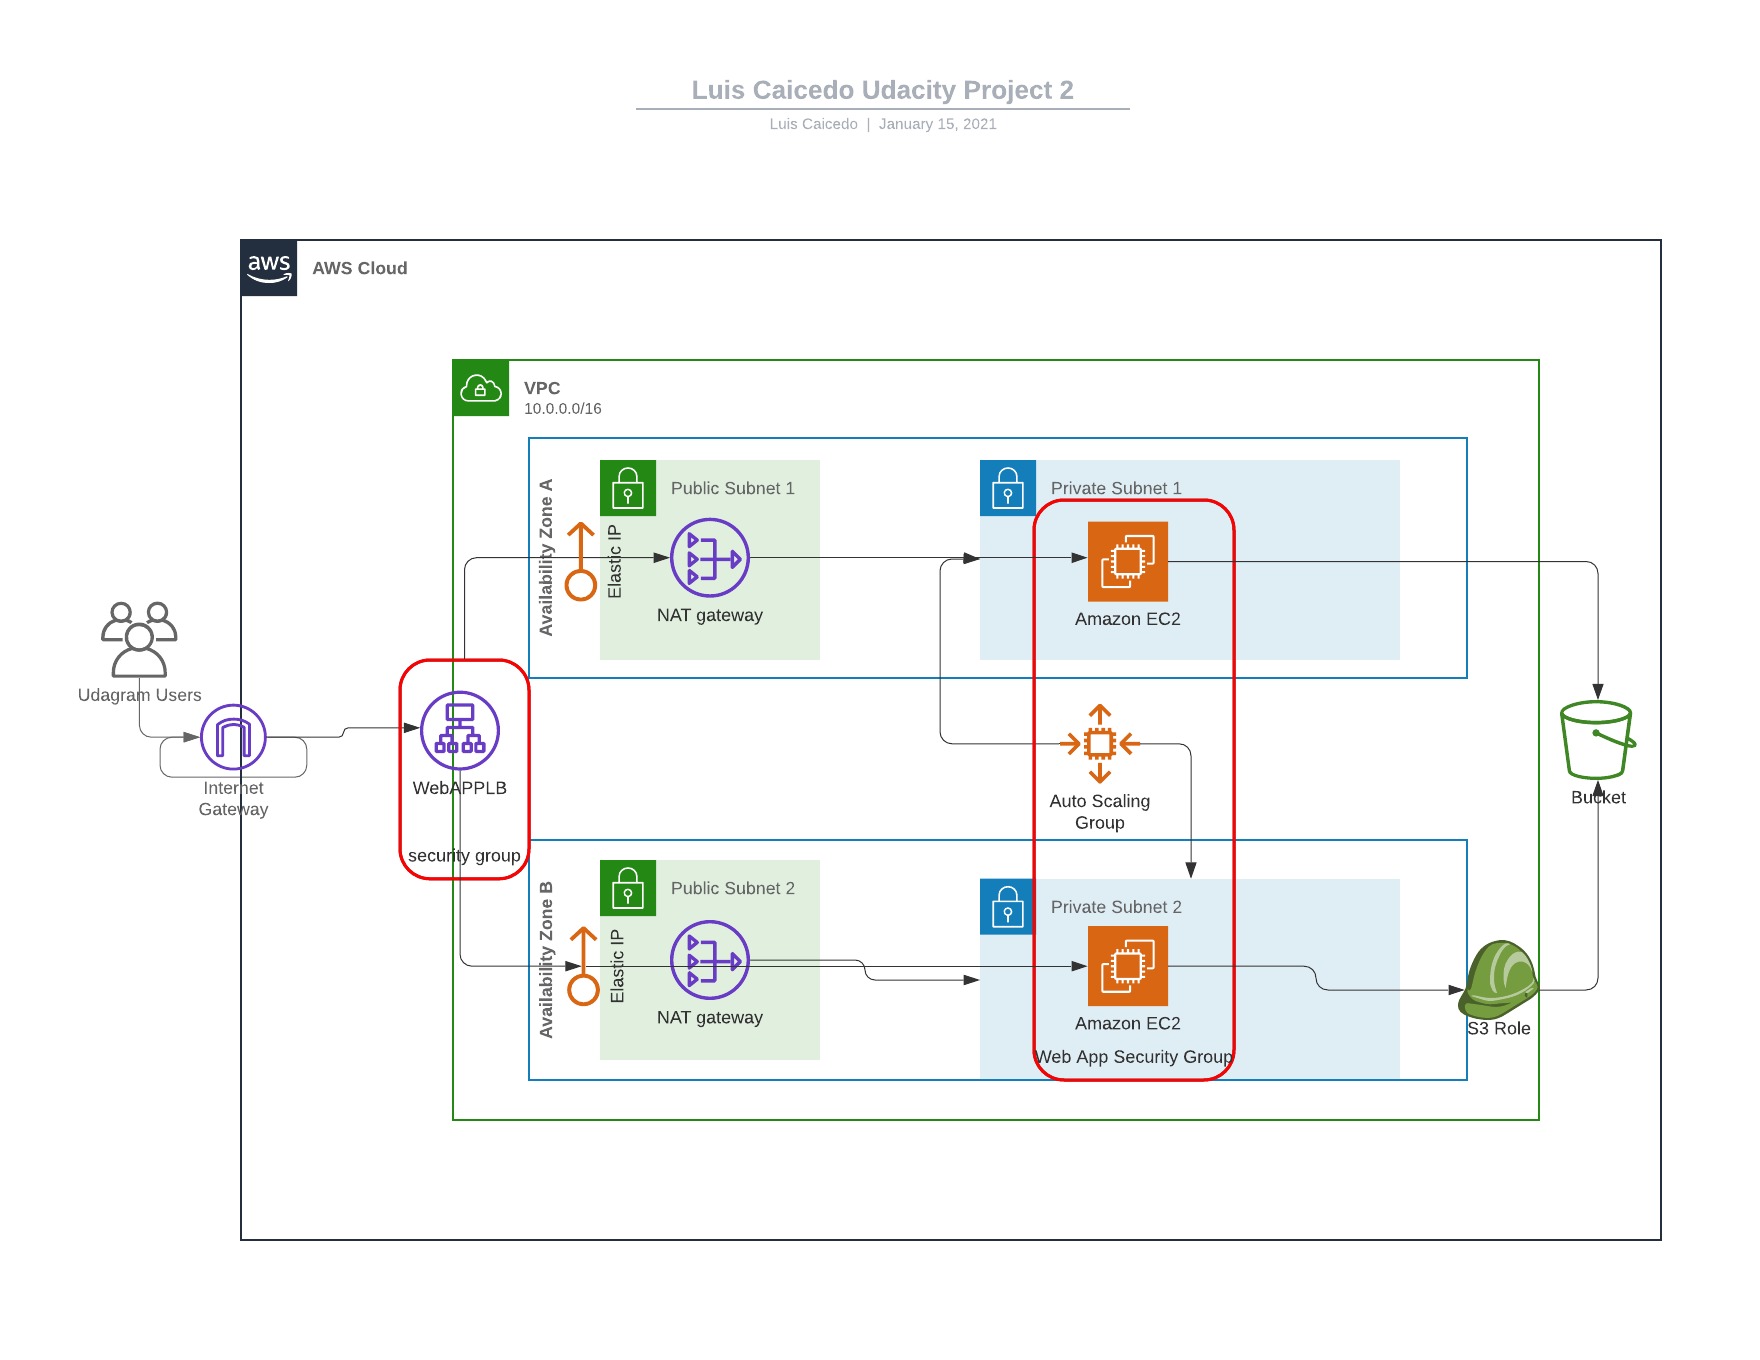 Luis Caicedo Udacity Project 2
Luis Caicedo | January 15, 2021
aws
AWS Cloud
VPC
10.0.0.0/16
Availability Zone A
Elastic IP
Public Subnet 1
NAT gateway
Private Subnet 1
Amazon EC2
Udagram Users
Internet
Gateway
WebAPPLB
security group
Auto Scaling
Group
Bucket
Availability Zone B
Elastic IP
Public Subnet 2
NAT gateway
Private Subnet 2
Amazon EC2
Web App Security Group
S3 Role